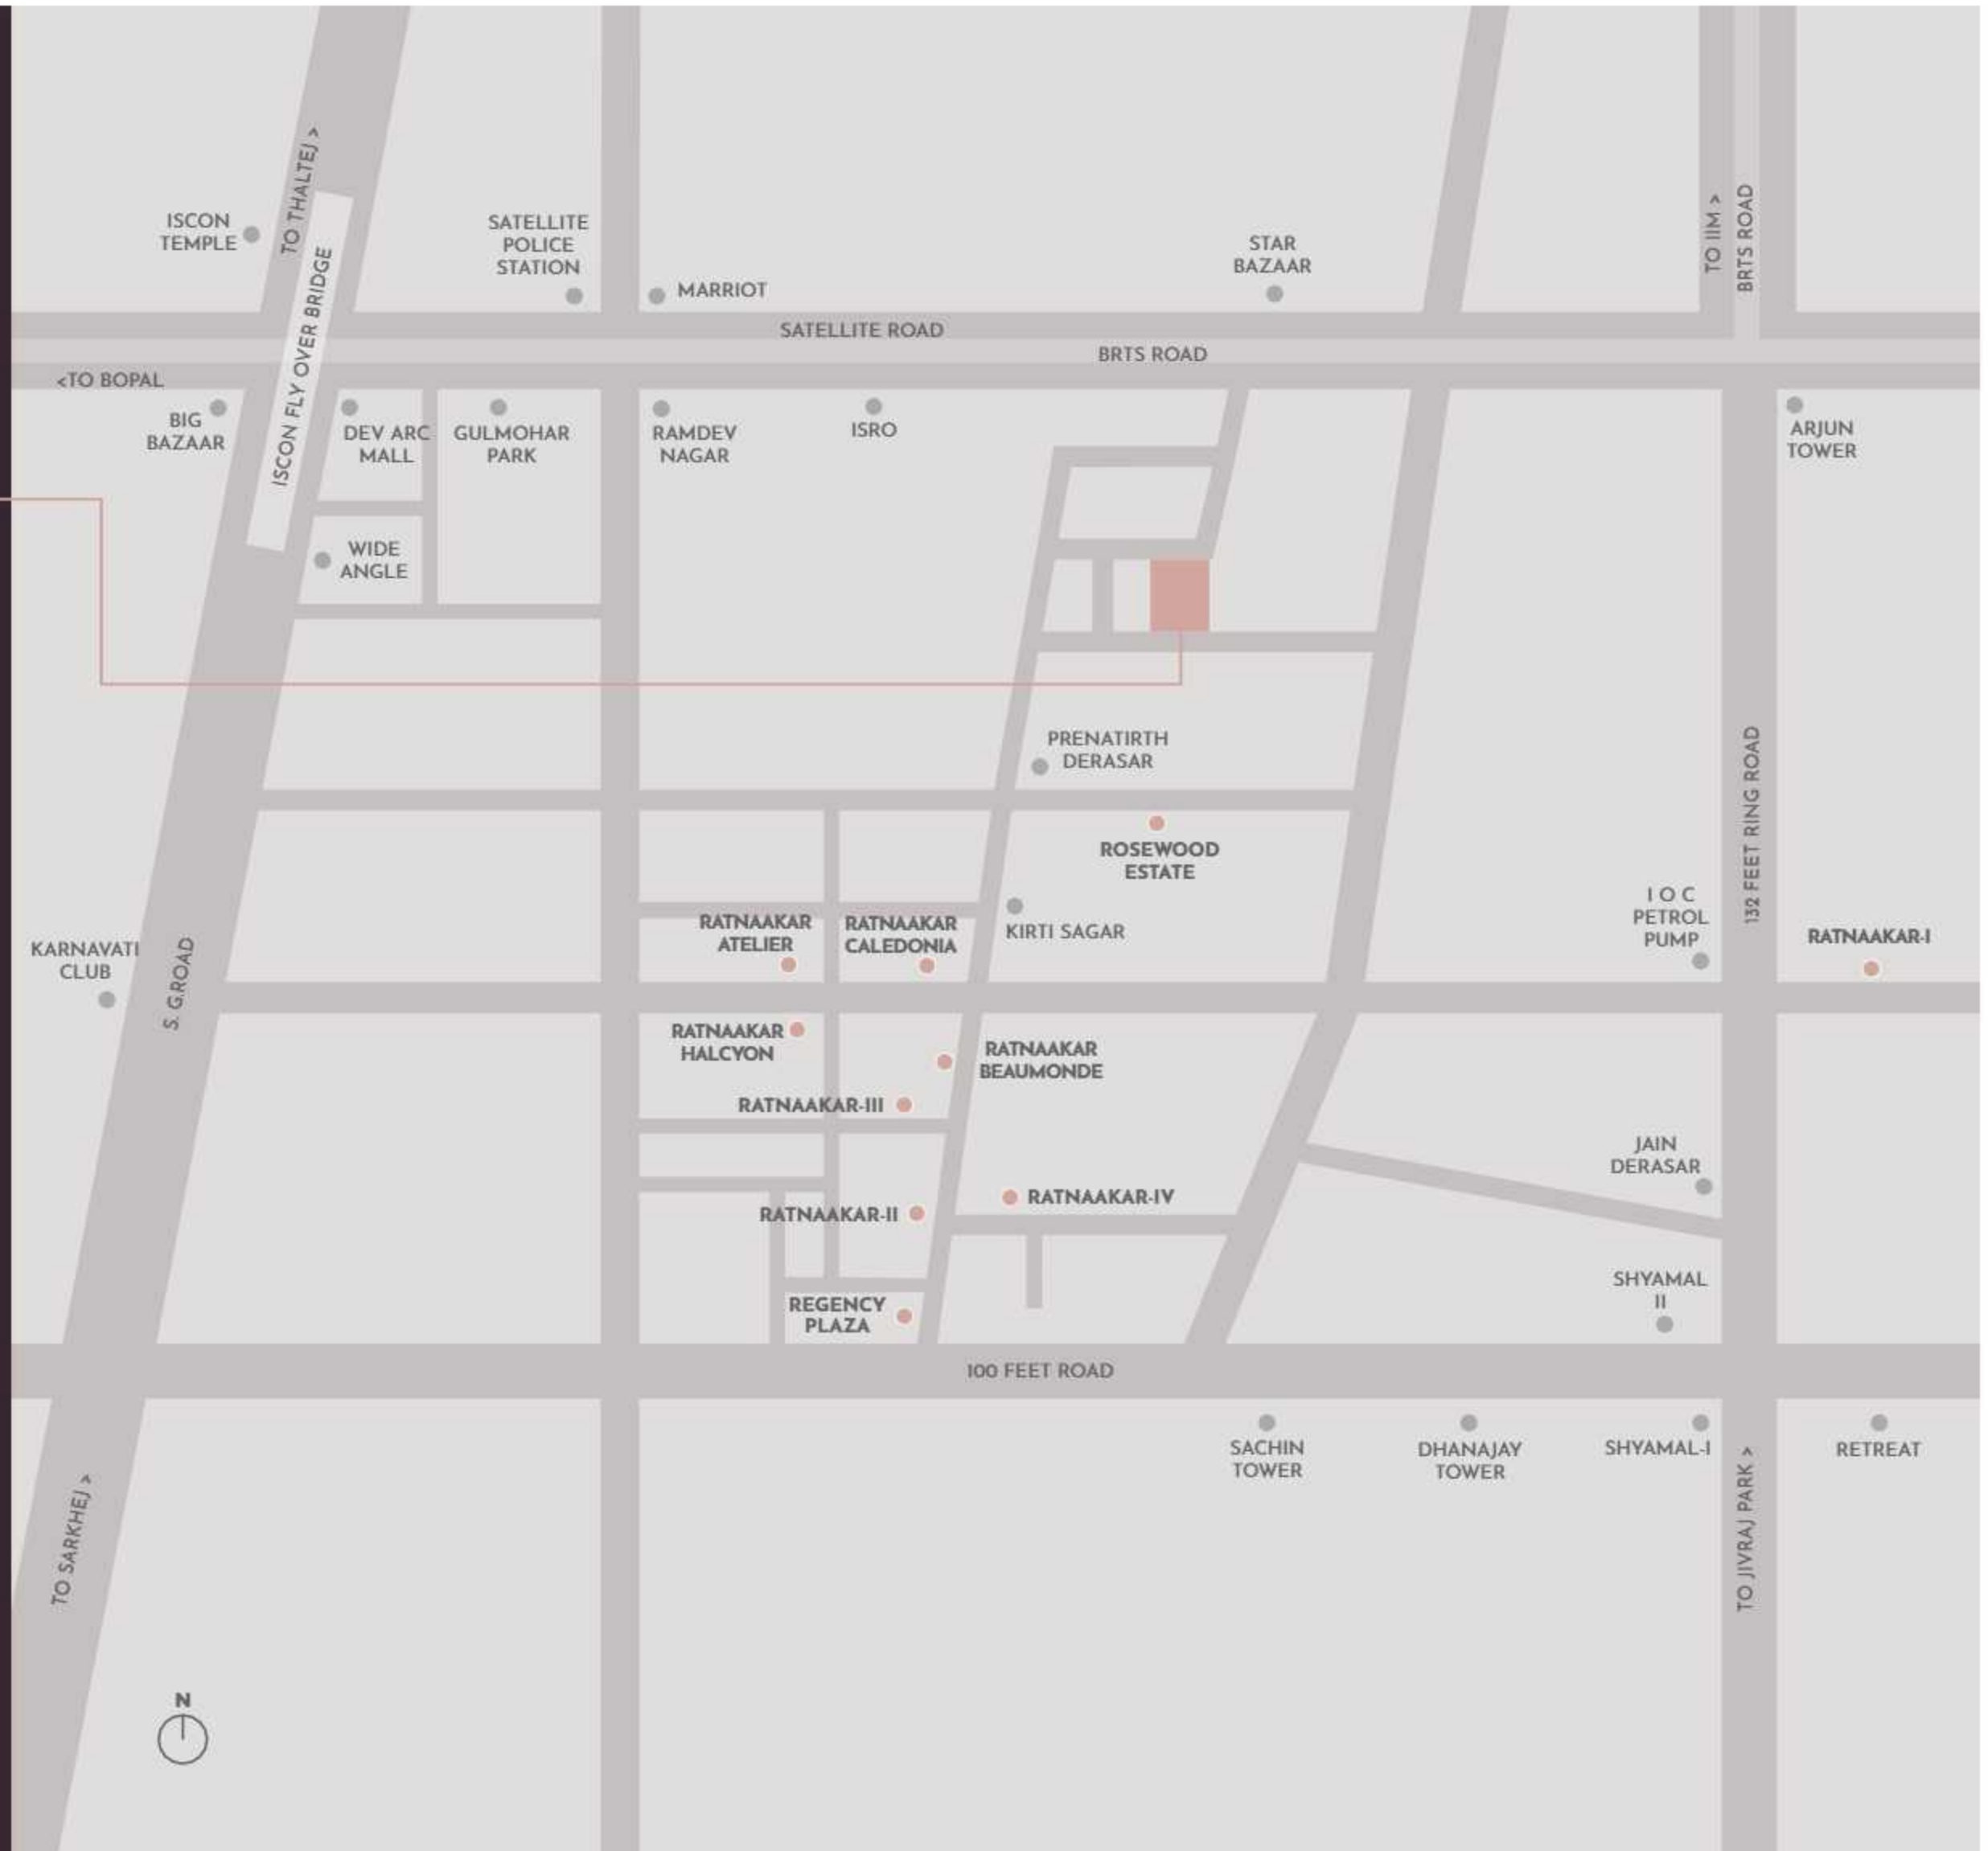 TO THALTEJ >
ISCON
TEMPLE
SATELLITE
POLICE
STATION
MARRIOT
STAR
BAZAAR
TO IIM >
BRTS ROAD
ISCON FLY OVER BRIDGE
SATELLITE ROAD
BRTS ROAD
<TO BOPAL
BIG
BAZAAR
DEV ARC
MALL
GULMOHAR
PARK
RAMDEV
NAGAR
ISRO
ARJUN
TOWER
WIDE
ANGLE
PRENATIRTH
DERASAR
132 FEET RING ROAD
ROSEWOOD
ESTATE
KARNAVATI
CLUB
S. G.ROAD
RATNAAKAR
ATELIER
RATNAAKAR
CALEDONIA
KIRTI SAGAR
I O C
PETROL
PUMP
RATNAAKAR-I
RATNAAKAR
HALCYON
RATNAAKAR
BEAUMONDE
RATNAAKAR-III
JAIN
DERASAR
RATNAAKAR-IV
RATNAAKAR-II
SHYAMAL
II
REGENCY
PLAZA
100 FEET ROAD
SACHIN
TOWER
DHANAJAY
TOWER
SHYAMAL-I
RETREAT
TO SARKHEJ >
TO JIVRAJ PARK >
N